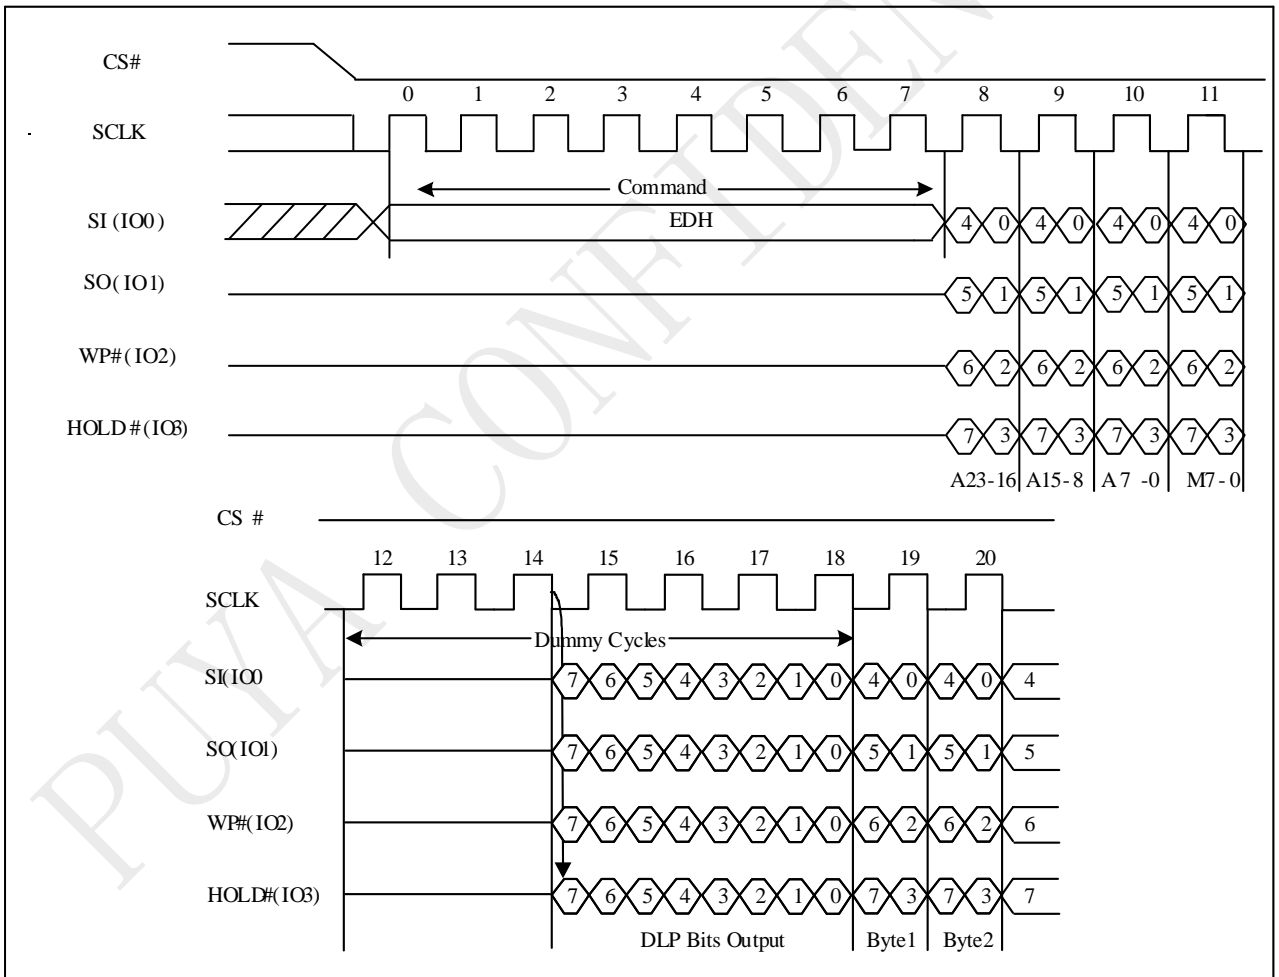 CS#
0 1 2 3 4 5 6 7 8 9 10 11
SCLK
Command
SI (IO0) EDH 4 0 4 0 4 0 4 0
SO( IO1) 5 1 5 1 5 1 5 1
WP#( IO2) 6 2 6 2 6 2 6 2
HOLD #(IO3) 7 3 7 3 7 3 7 3
A23-16 A15-8 A7 -0 M7-0
CS #
12 13 14 15 16 17 18 19 20
SCLK
Dummy Cycles
SI(IO0 7 6 5 4 3 2 1 0 4 0 4 0 4
SO(IO1) 7 6 5 4 3 2 1 0 5 1 5 1 5
WP#(IO2) 7 6 5 4 3 2 1 0 6 2 6 2 6
HOLD#(IO3) 7 6 5 4 3 2 1 0 7 3 7 3 7
DLP Bits Output Byte1 Byte2
PUYA CONFIDEN